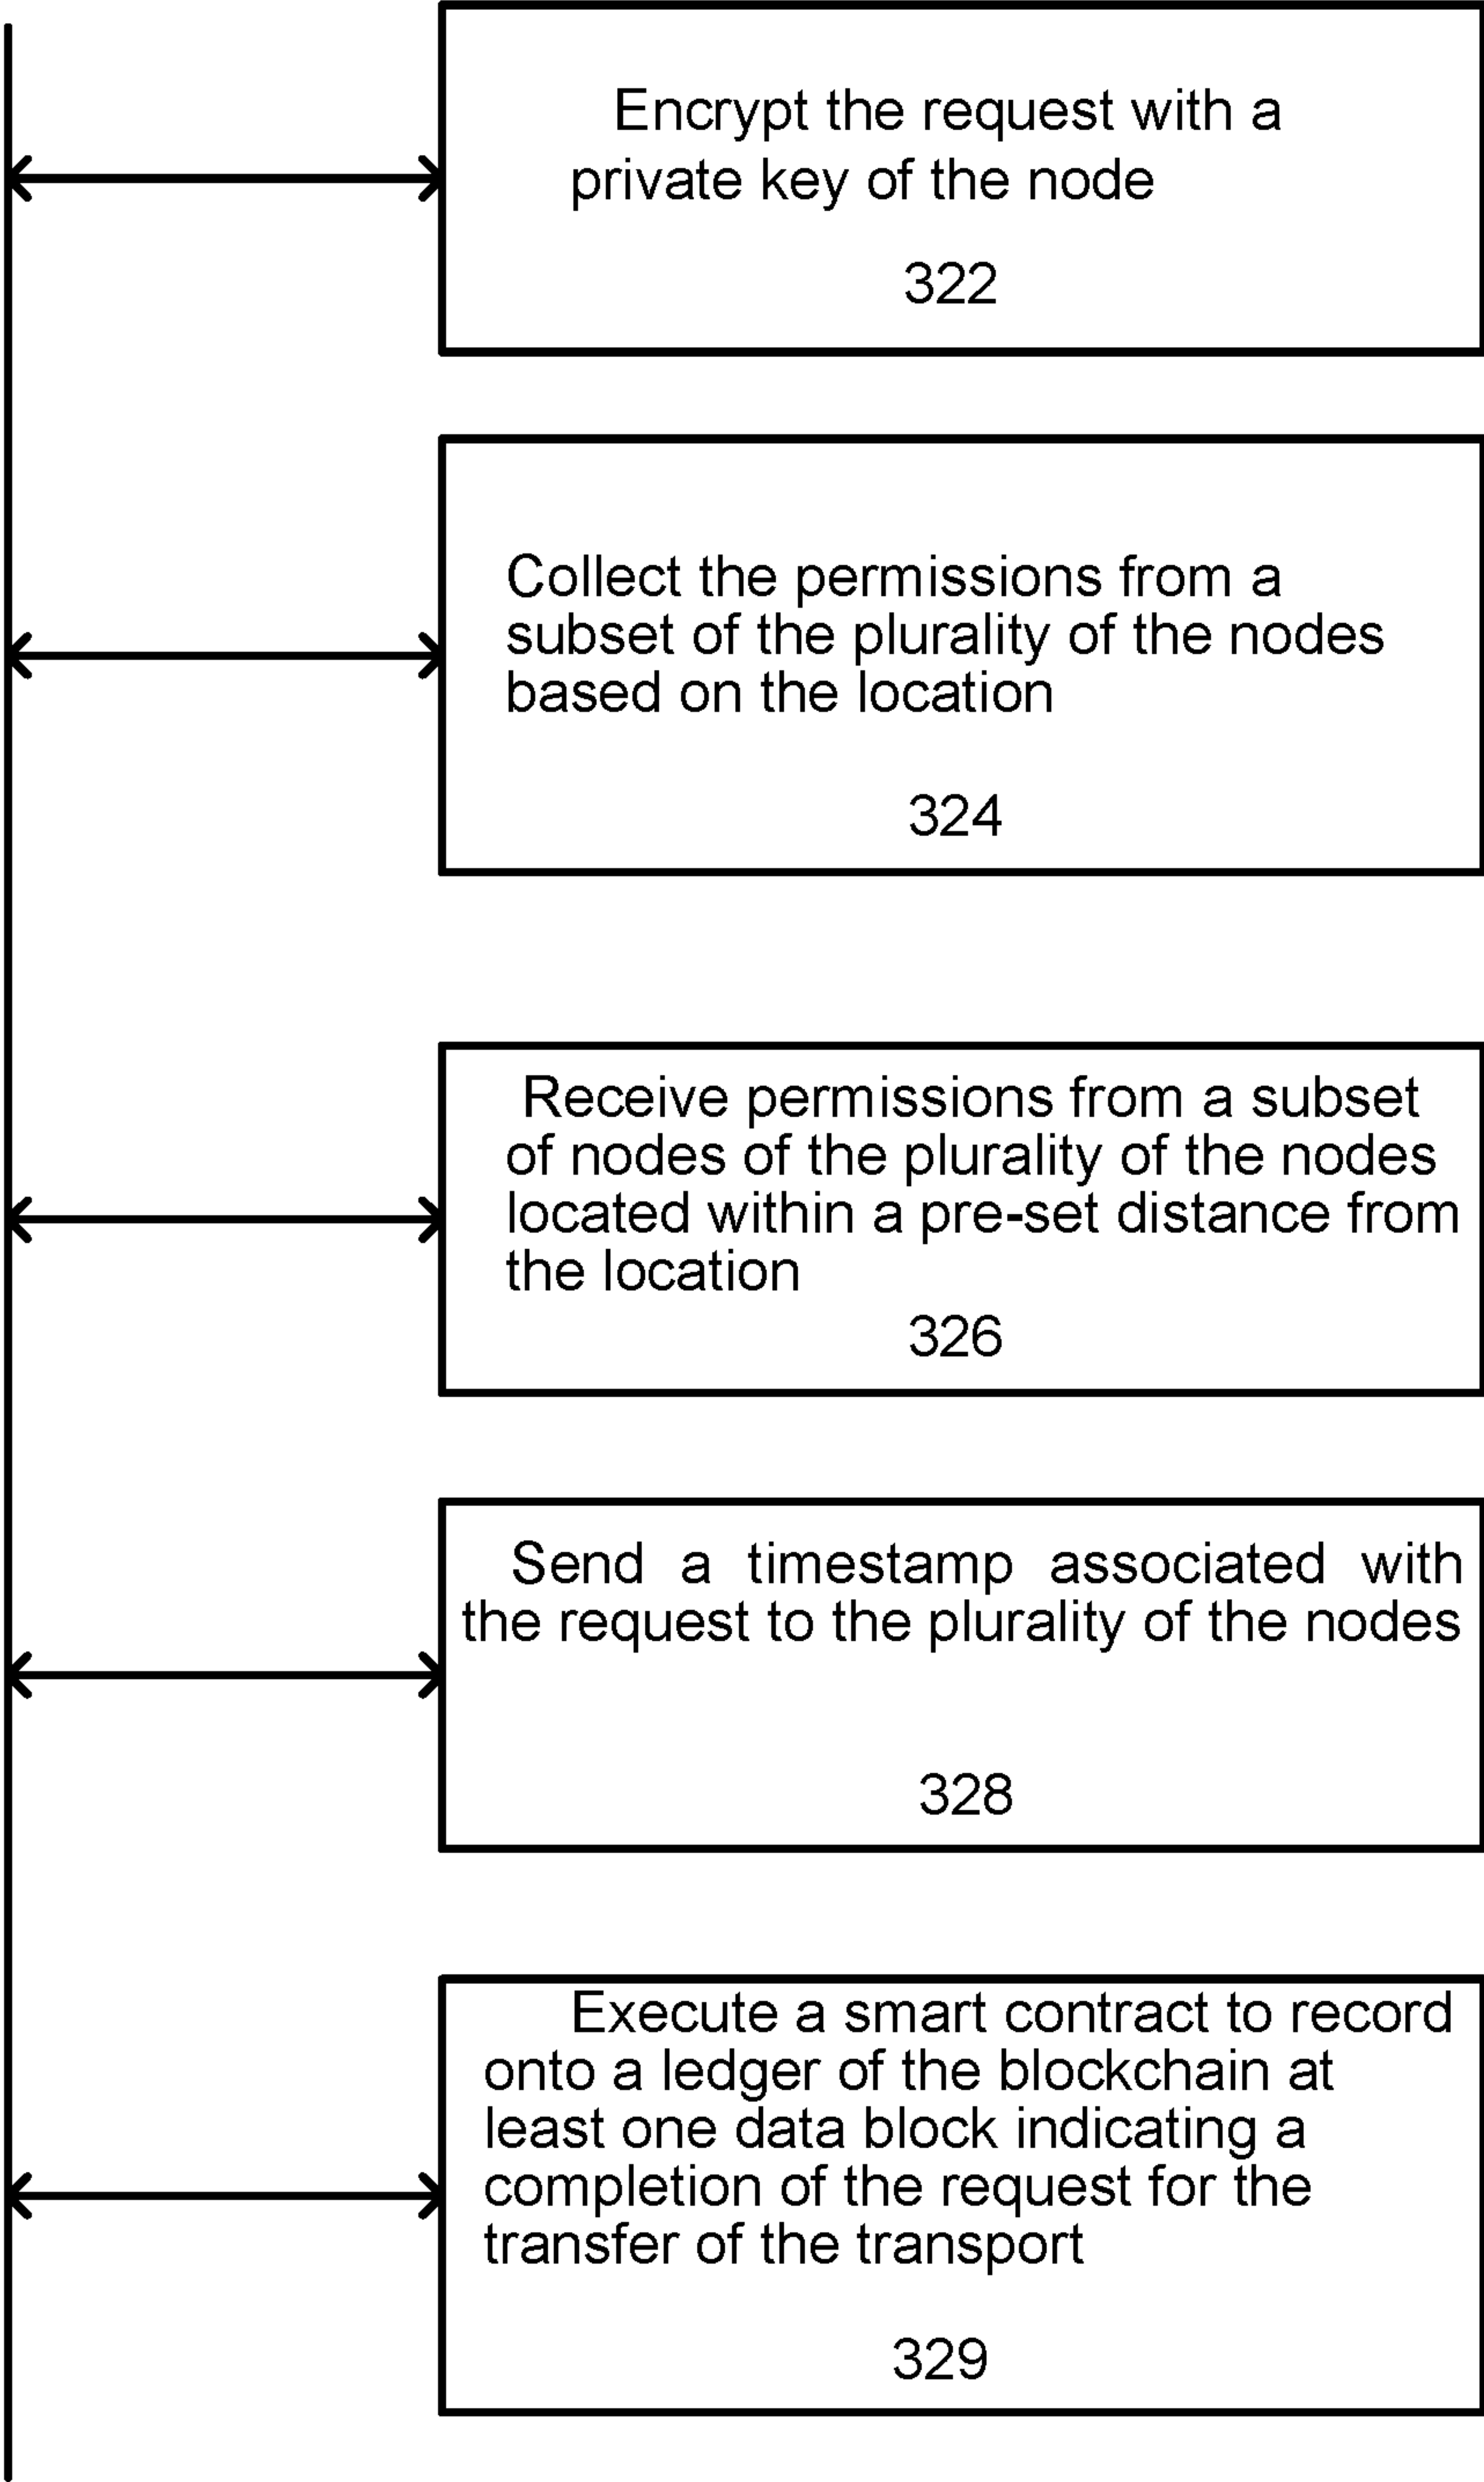 Encrypt the request with a
private key of the node
322
Collect the permissions from a
subset of the plurality of the nodes
based on the location
324
Receive permissions from a subset
of nodes of the plurality of the nodes
located within a pre-set distance from
the location
326
Send a timestamp associated with
the request to the plurality of the nodes
328
Execute a smart contract to record
onto a ledger of the blockchain at
least one data block indicating a
completion of the request for the
transfer of the transport
329